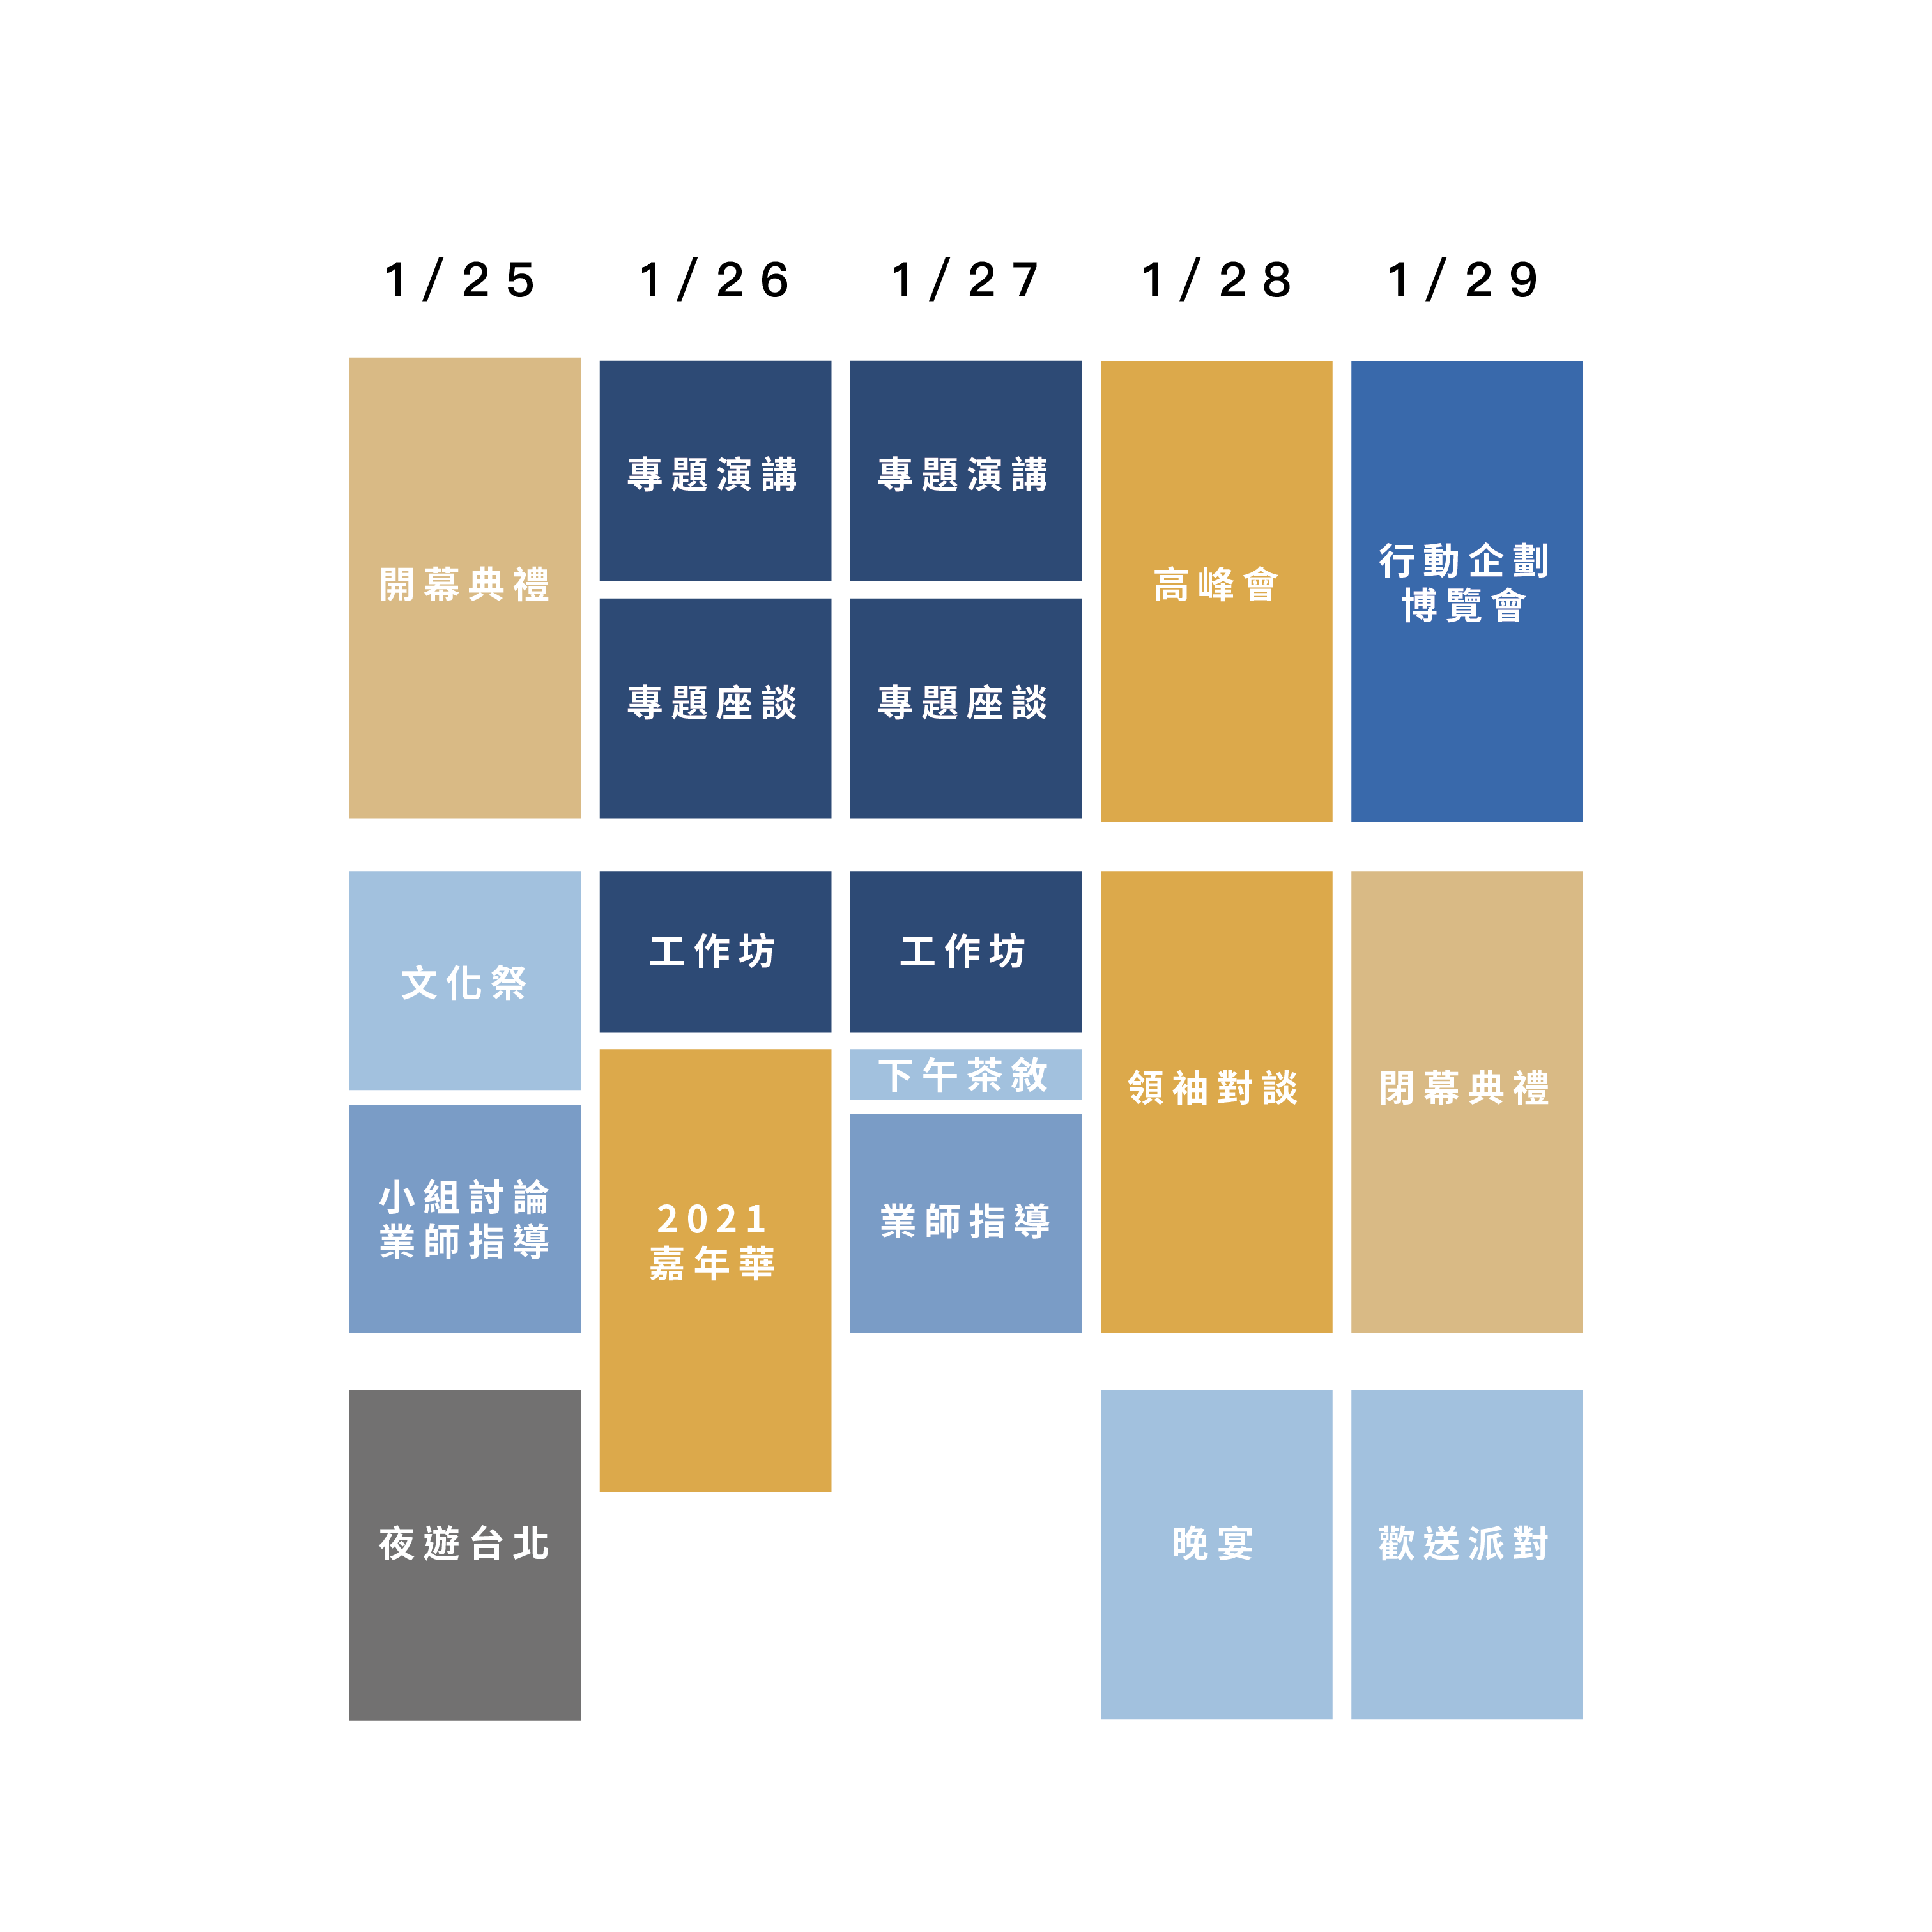 1/25
1/26
1/27
1/28
1/29
開幕典禮
專題演講
專題座談
專題演講
專題座談
高峰會
行動企劃
博覽會
文化祭
小組討論
業師指導
夜遊台北
工作坊
2021
嘉年華
工作坊
下午茶敘
業師指導
領袖對談
晚宴
閉幕典禮
歡送派對